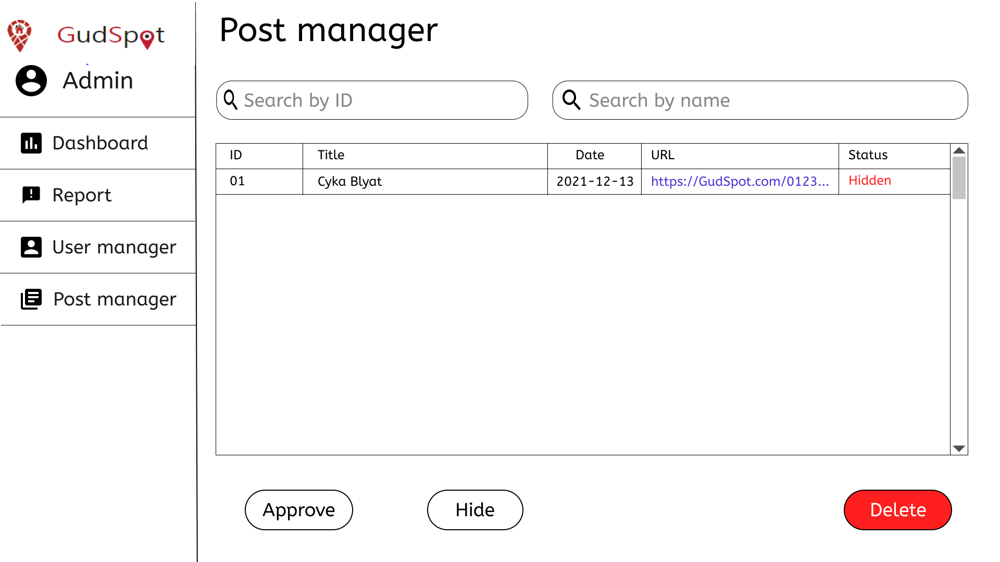 GudSpot
Admin
Dashboard
Report
User manager
Post manager
Post manager
Search by ID
Search by name
ID Title Date URL Status
01 Cyka Blyat 2021-12-13 https://GudSpot.com/0123... Hidden
Approve Hide Delete